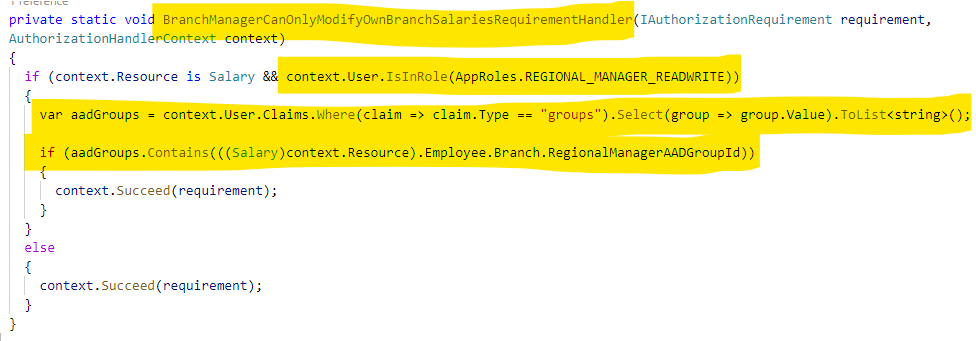 private static void BranchManagerCanOnlyModifyOwnBranchSalariesRequirementHandler(IAuthorizationRequirement requirement,
AuthorizationHandlerContext context)
{
if (context.Resource is Salary && context.User.IsInRole(AppRoles.REGIONAL_MANAGER_READWRITE))
{
var aadGroups = context.User.Claims.Where(claim => claim.Type == "groups").Select(group => group.Value).ToList<string>();
if (aadGroups.Contains(((Salary)context.Resource).Employee.Branch.RegionalManagerAADGroupId))
{
context.Succeed(requirement);
}
}
else
{
context.Succeed(requirement);
}
}